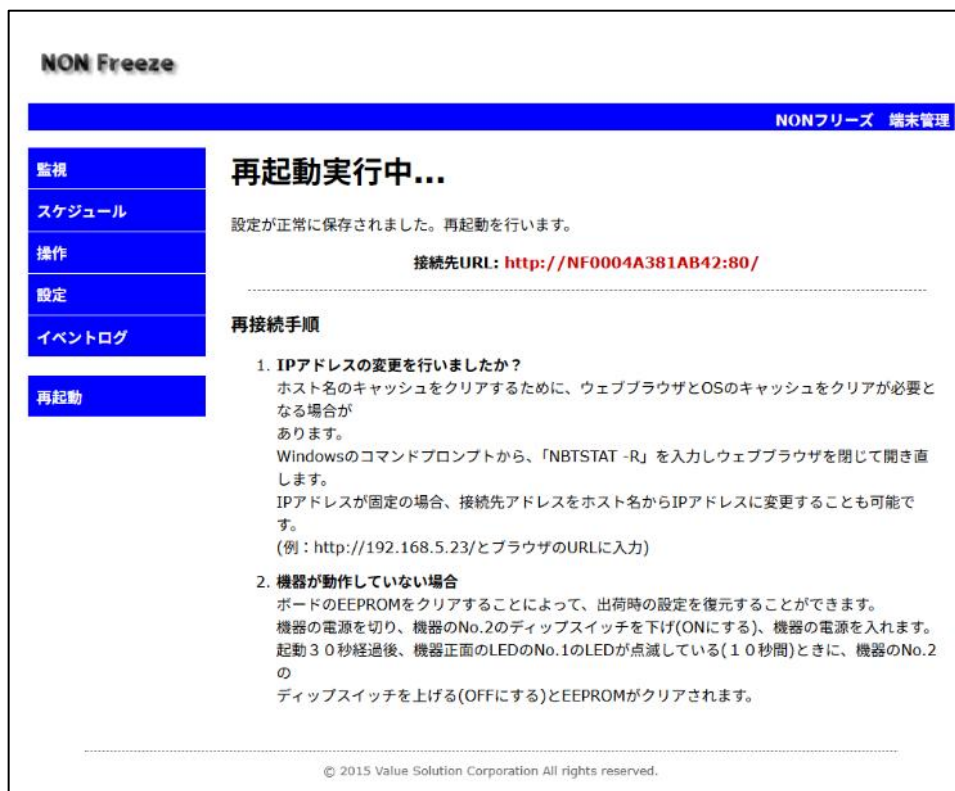 NON Freeze
NONフリーズ　端末管理
監視
スケジュール
操作
設定
イベントログ
再起動
再起動実行中...
設定が正常に保存されました。再起動を行います。
接続先URL: http://NF0004A381AB42:80/
再接続手順
1. IPアドレスの変更を行いましたか？
ホスト名のキャッシュをクリアするために、ウェブブラウザとOSのキャッシュをクリアが必要と
なる場合が
あります。
Windowsのコマンドプロンプトから、「NBTSTAT -R」を入力しウェブブラウザを閉じて開き直
します。
IPアドレスが固定の場合、接続先アドレスをホスト名からIPアドレスに変更することも可能で
す。
(例：http://192.168.5.23/とブラウザのURLに入力)
2. 機器が動作していない場合
ボードのEEPROMをクリアすることによって、出荷時の設定を復元することができます。
機器の電源を切り、機器のNo.2のディップスイッチを下げ(ONにする)、機器の電源を入れます。
起動３０秒経過後、機器正面のLEDのNo.1のLEDが点滅している(１０秒間)ときに、機器のNo.2
の
ディップスイッチを上げる(OFFにする)とEEPROMがクリアされます。
© 2015 Value Solution Corporation All rights reserved.